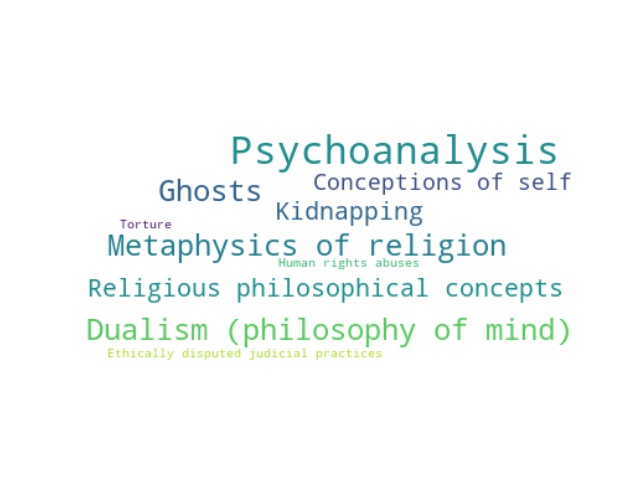 Psychoanalysis
Conceptions of self
Ghosts
Kidnapping
Torture
Metaphysics of religion
Human rights abuses
Religious philosophical concepts
Dualism (philosophy of mind)
Ethically disputed judicial practices